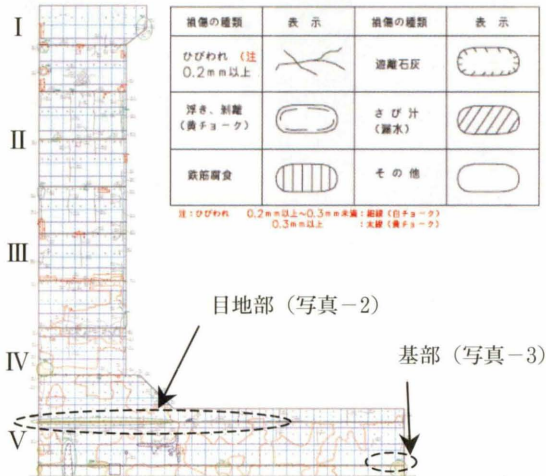 損傷の種類 表示 損傷の種類 表示
ひびわれ (注
0.2mm以上
遊離石灰
浮き、剥離
(黄チョーク)
さび汁
(漏水)
鉄筋腐食
その他
注:ひびわれ 0.2mm以上~0.3mm未満:細線(白チョーク)
0.3mm以上 :太線(黄チョーク)
I
II
III
IV
V
目地部(写真-2)
基部(写真-3)